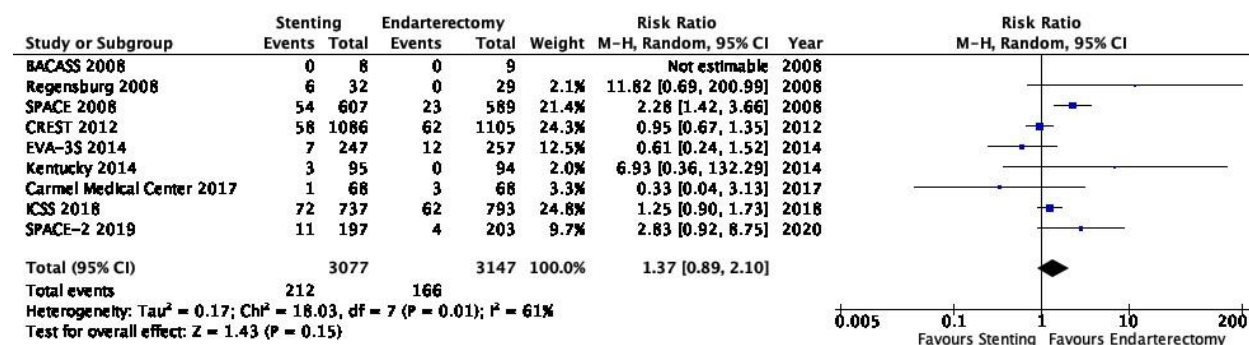 Stenting Endarterectomy Risk Ratio Risk Ratio
Study or Subgroup Events Total Events Total Weight M-H, Random, 95% CI Year M-H, Random, 95% CI
BACASS 2008 0 8 0 9 Not estimable 2008
Regensburg 2008 6 32 0 29 2.1% 11.82 [0.69, 200.99] 2008
SPACE 2008 54 607 23 589 21.4% 2.28 [1.42, 3.66] 2008
CREST 2012 58 1086 62 1105 24.3% 0.95 [0.67, 1.35] 2012
EVA-3S 2014 7 247 12 257 12.5% 0.61 [0.24, 1.52] 2014
Kentucky 2014 3 95 0 94 2.0% 6.93 [0.36, 132.29] 2014
Carmel Medical Center 2017 1 68 3 68 3.3% 0.33 [0.04, 3.13] 2017
ICSS 2018 72 737 62 793 24.8% 1.25 [0.90, 1.73] 2018
SPACE-2 2019 11 197 4 203 9.7% 2.83 [0.92, 8.75] 2020
Total (95% CI) 3077 3147 100.0% 1.37 [0.89, 2.10]
Total events 212 166
Heterogeneity: Tau² = 0.17; Chi² = 18.03, df = 7 (P = 0.01); I² = 61%
Test for overall effect: Z = 1.43 (P = 0.15)
0.005 0.1 1 10 200
Favours Stenting Favours Endarterectomy